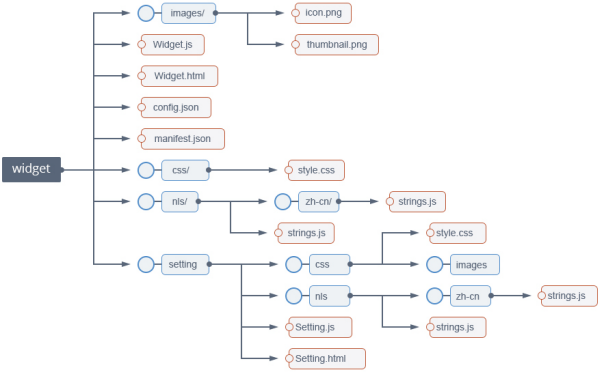 images/
icon.png
Widget.js
thumbnail.png
Widget.html
config.json
manifest.json
widget
css/
style.css
nls/
zh-cn/
strings.js
strings.js
style.css
setting
css
images
nls
zh-cn
strings.js
Setting.js
strings.js
Setting.html